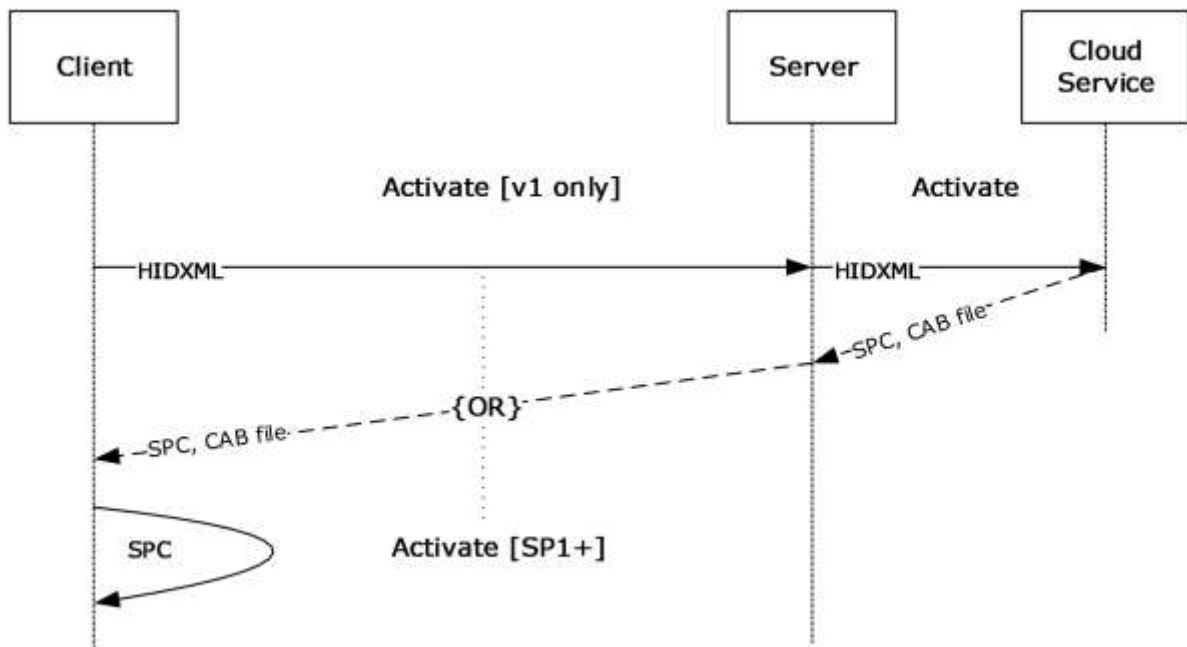 Client
Server
Cloud
Service
Activate [v1 only]
Activate
HIDXML
HIDXML
SPC, CAB file
{OR}
SPC, CAB file
SPC
Activate [SP1+]